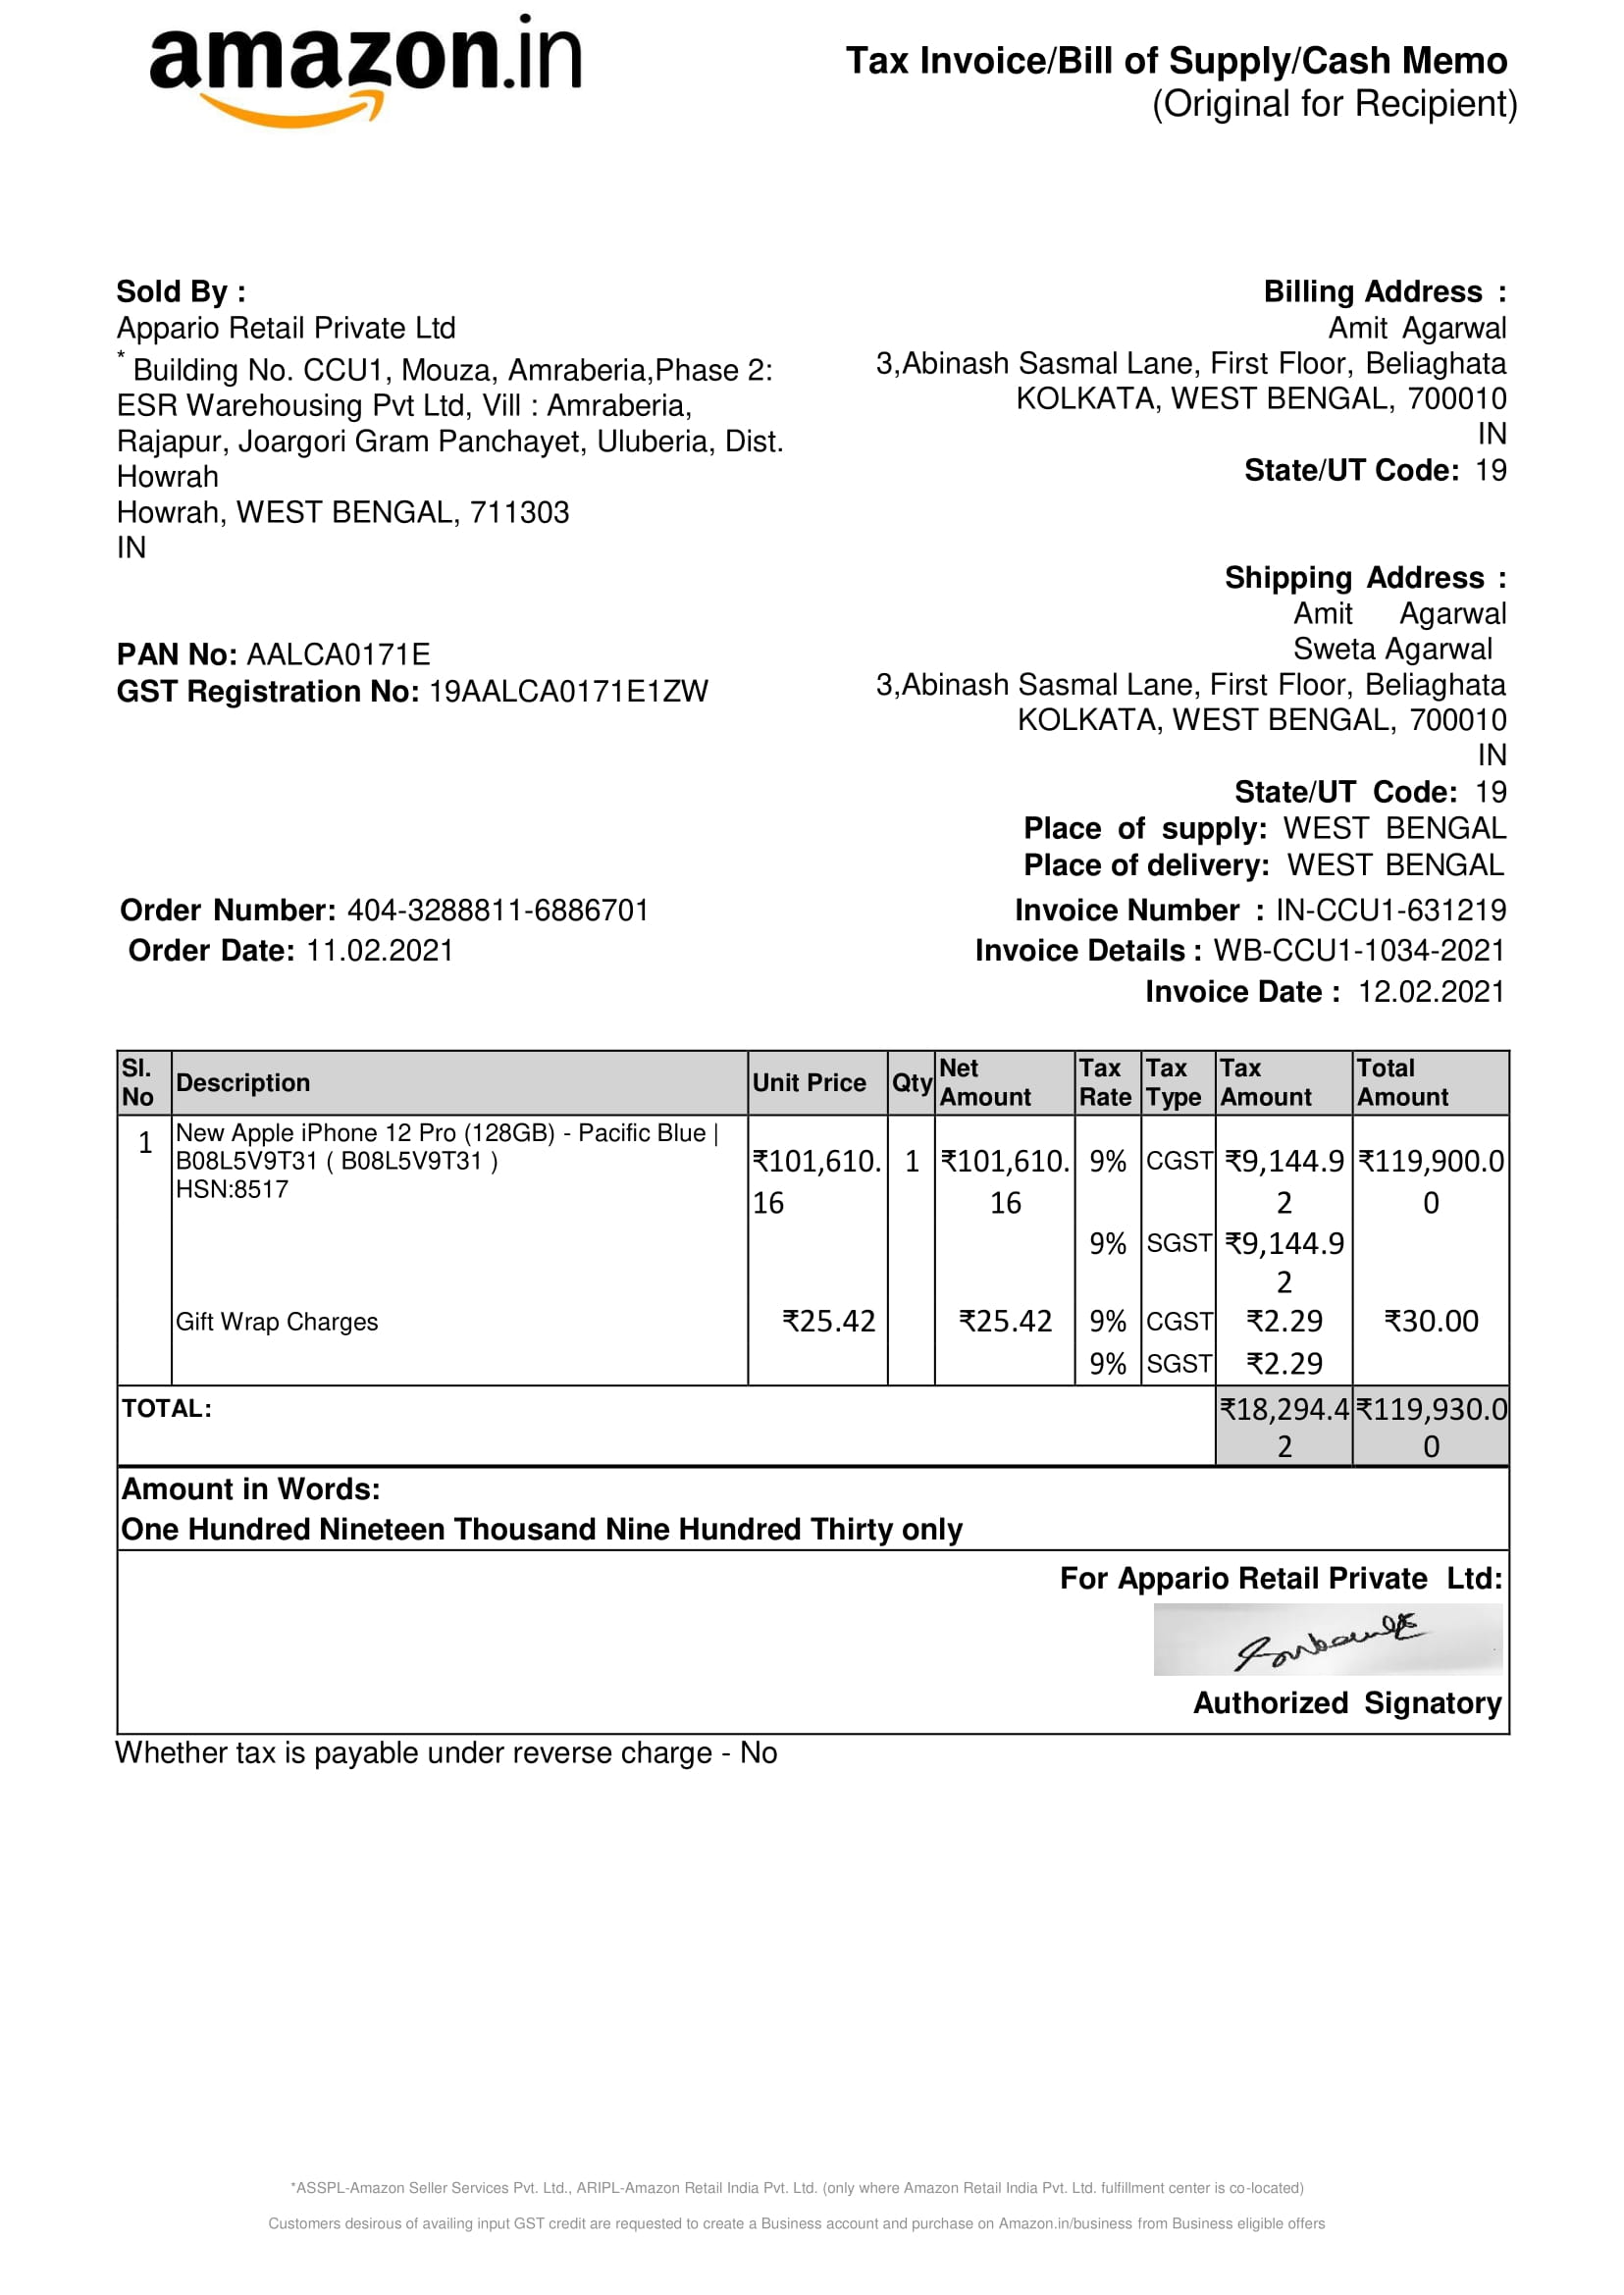 amazon.in
Tax Invoice/Bill of Supply/Cash Memo
(Original for Recipient)
Sold By :
Appario Retail Private Ltd
* Building No. CCU1, Mouza, Amraberia,Phase 2:
ESR Warehousing Pvt Ltd, Vill : Amraberia,
Rajapur, Joargori Gram Panchayet, Uluberia, Dist.
Howrah
Howrah, WEST BENGAL, 711303
IN
PAN No: AALCA0171E
GST Registration No: 19AALCA0171E1ZW
Billing Address :
Amit Agarwal
3,Abinash Sasmal Lane, First Floor, Beliaghata
KOLKATA, WEST BENGAL, 700010
IN
State/UT Code: 19
Shipping Address :
Amit Agarwal
Sweta Agarwal
3,Abinash Sasmal Lane, First Floor, Beliaghata
KOLKATA, WEST BENGAL, 700010
IN
State/UT Code: 19
Place of supply: WEST BENGAL
Place of delivery: WEST BENGAL
Order Number: 404-3288811-6886701
Order Date: 11.02.2021
Invoice Number : IN-CCU1-631219
Invoice Details : WB-CCU1-1034-2021
Invoice Date : 12.02.2021
Sl. No Description Unit Price Qty Net Amount Tax Rate Tax Type Tax Amount Total Amount
1 New Apple iPhone 12 Pro (128GB) - Pacific Blue |
B08L5V9T31 ( B08L5V9T31 )
HSN:8517
₹101,610.16 1 ₹101,610.16 9% CGST ₹9,144.92 ₹119,900.00
9% SGST ₹9,144.92
Gift Wrap Charges ₹25.42 ₹25.42 9% CGST ₹2.29 ₹30.00
9% SGST ₹2.29
TOTAL: ₹18,294.42 ₹119,930.00
Amount in Words:
One Hundred Nineteen Thousand Nine Hundred Thirty only
For Appario Retail Private Ltd:
Authorized Signatory
Whether tax is payable under reverse charge - No
*ASSPL-Amazon Seller Services Pvt. Ltd., ARIPL-Amazon Retail India Pvt. Ltd. (only where Amazon Retail India Pvt. Ltd. fulfillment center is co-located)
Customers desirous of availing input GST credit are requested to create a Business account and purchase on Amazon.in/business from Business eligible offers